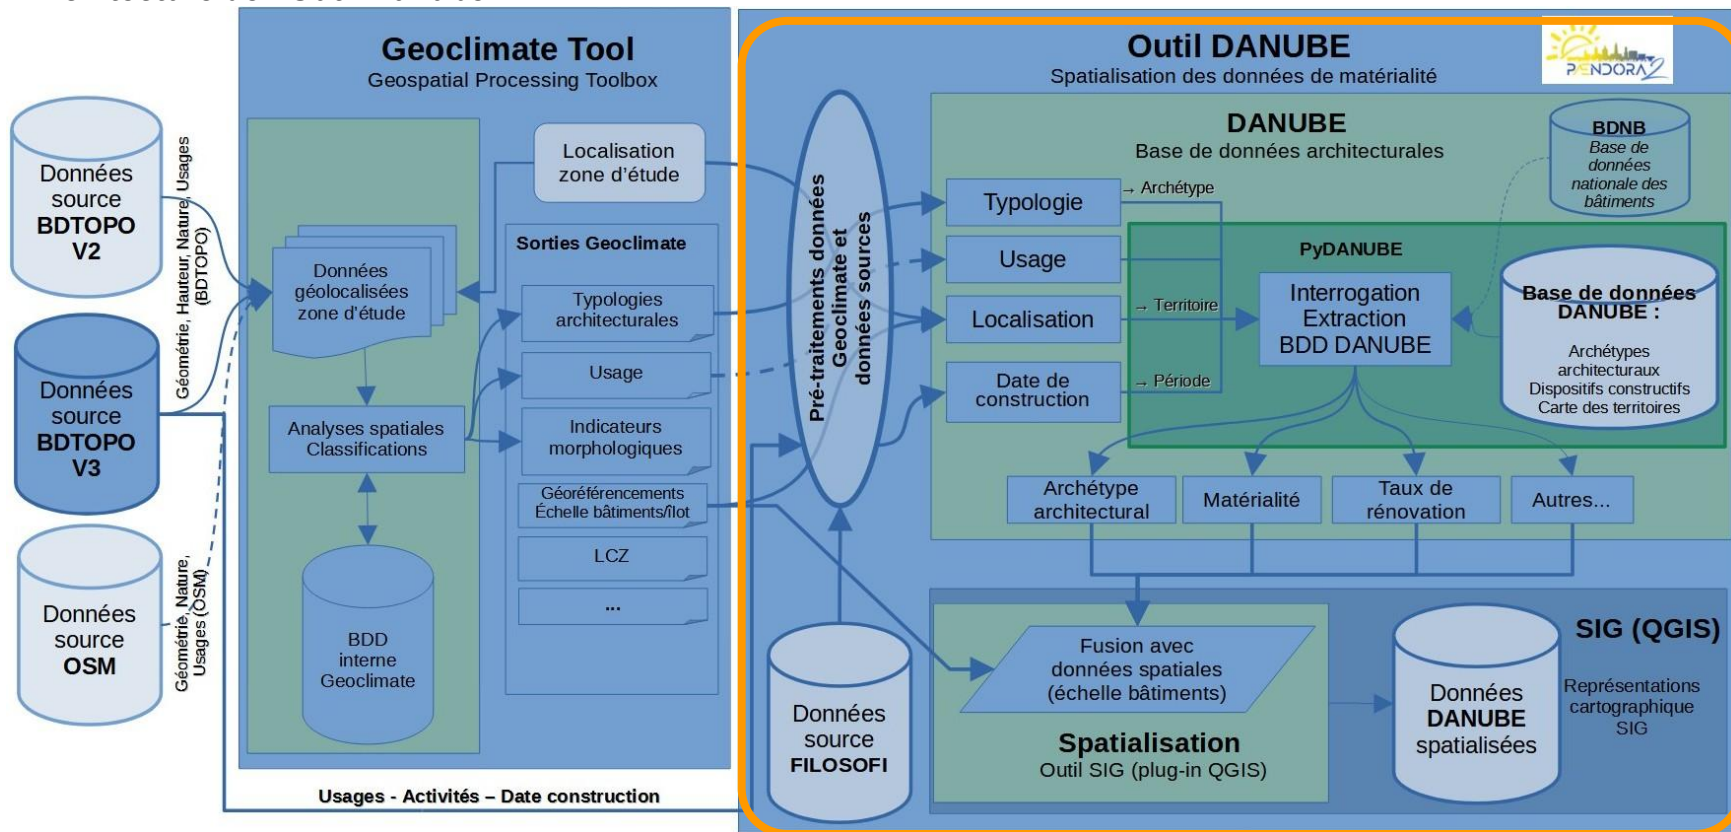 Geoclimate Tool
Geospatial Processing Toolbox
Outil DANUBE
Spatialisation des données de matérialité
PÆNDORA2
Données
source
BDTOPO
V2
Données
source
BDTOPO
V3
Données
source
OSM
Géométrie, Hauteur, Nature, Usages
(BDTOPO)
Géométrie, Nature,
Usages (OSM)
Localisation
zone d'étude
Données
géolocalisées
zone d'étude
Analyses spatiales
Classifications
BDD
interne
Geoclimate
Sorties Geoclimate
Typologies
architecturales
Usage
Indicateurs
morphologiques
Géoréférencements
Échelle bâtiments/îlot
LCZ
...
Usages - Activités – Date construction
Pré-traitements données
Geoclimate et
données sources
Données
source
FILOSOFI
DANUBE
Base de données architecturales
BDNB
Base de
données
nationale des
bâtiments
Typologie
→ Archétype
Usage
Localisation
→ Territoire
Date de
construction
→ Période
PyDANUBE
Interrogation
Extraction
BDD DANUBE
Base de données
DANUBE :
Archétypes
architecturaux
Dispositifs constructifs
Carte des territoires
Archétype
architectural
Matérialité
Taux de
rénovation
Autres...
Fusion avec
données spatiales
(échelle bâtiments)
Spatialisation
Outil SIG (plug-in QGIS)
Données
DANUBE
spatialisées
SIG (QGIS)
Représentations
cartographique
SIG